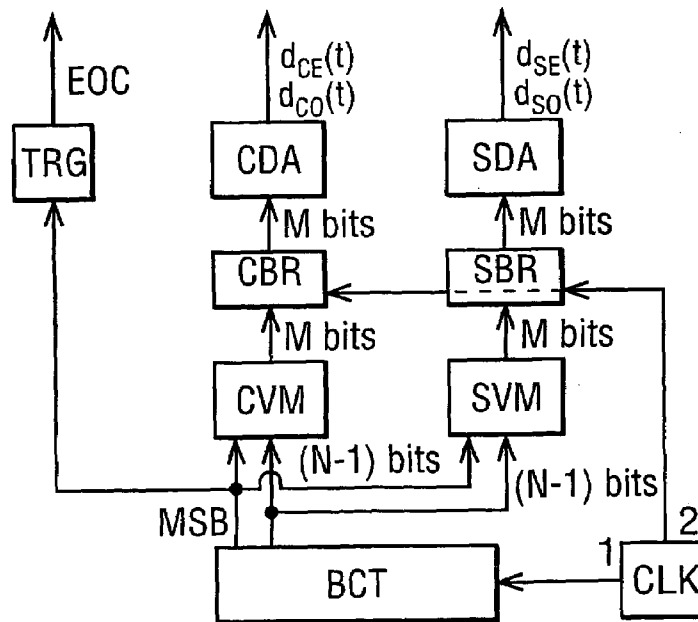 EOC
d_CE(t)
d_CO(t)
d_SE(t)
d_SO(t)
TRG
CDA
SDA
M bits
M bits
CBR
SBR
M bits
M bits
CVM
SVM
(N-1) bits
(N-1) bits
MSB
1
2
BCT
CLK